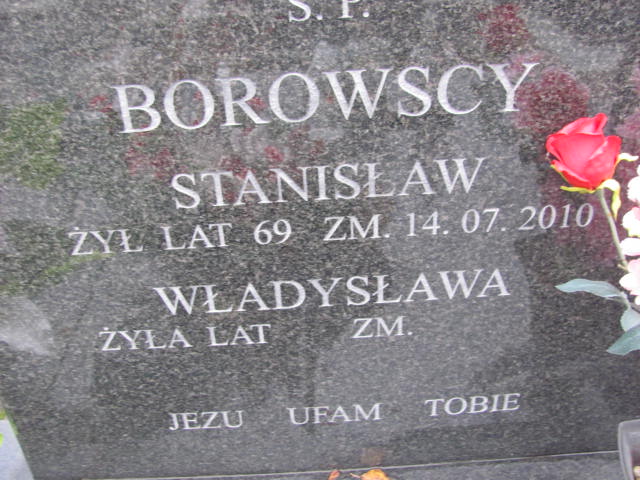 Ś. P.
BOROWSCY
STANISŁAW
ŻYŁ LAT 69 ZM. 14. 07. 2010
WŁADYSŁAWA
ŻYŁA LAT ZM.
JEZU UFAM TOBIE